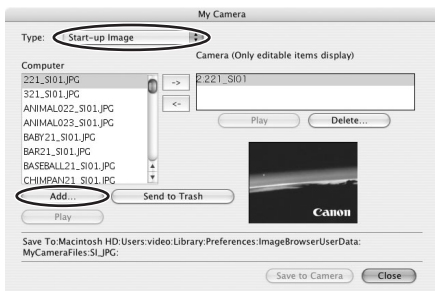 My Camera
Type: Start-up Image
Computer
Camera (Only editable items display)
221_SI01.JPG
321_SI01.JPG
ANIMAL022_SI01.JPG
ANIMAL023_SI01.JPG
BABY21_SI01.JPG
BAR21_SI01.JPG
BASEBALL21_SI01.JPG
CHIMPAN21_SI01.JPG
->
<-
2.221_SI01
Play Delete...
Add... Send to Trash
Play
Canon
Save To:Macintosh HD:Users:video:Library:Preferences:ImageBrowserUserData:
MyCameraFiles:SI_JPG:
Save to Camera Close